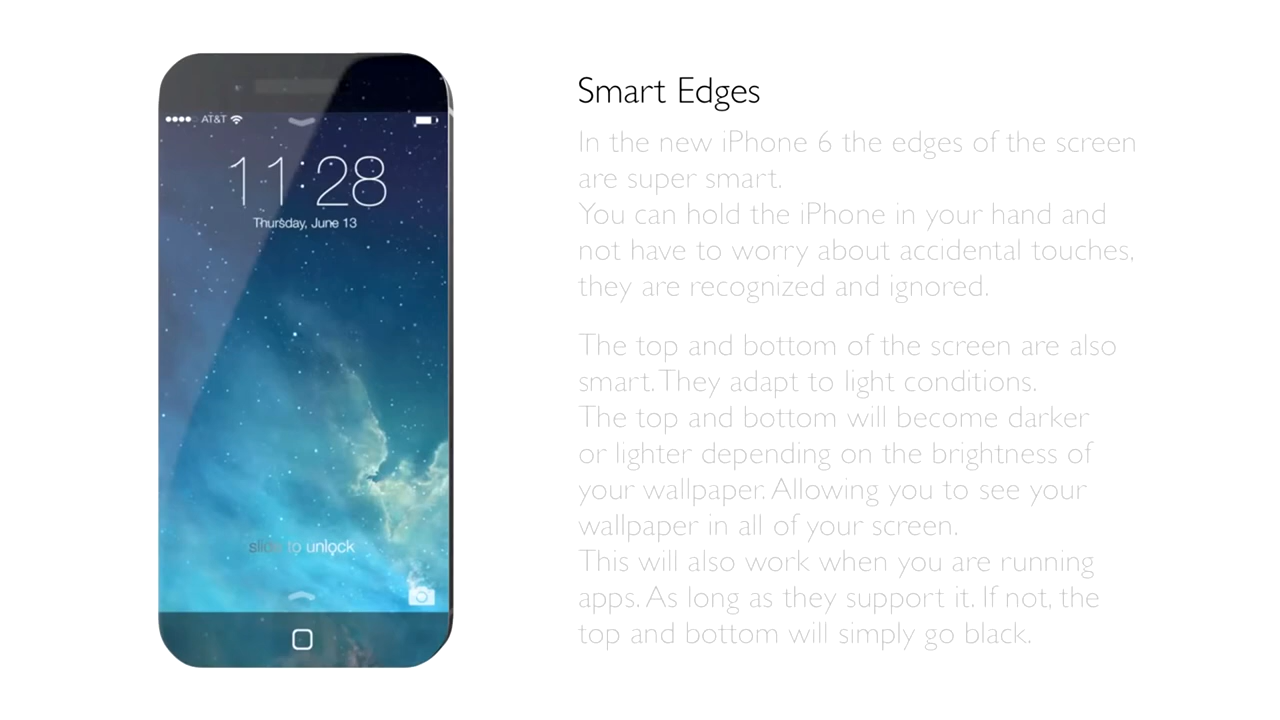 AT&T
11:28
Thursday, June 13
slide to unlock
Smart Edges
In the new iPhone 6 the edges of the screen
are super smart.
You can hold the iPhone in your hand and
not have to worry about accidental touches,
they are recognized and ignored.
The top and bottom of the screen are also
smart. They adapt to light conditions.
The top and bottom will become darker
or lighter depending on the brightness of
your wallpaper. Allowing you to see your
wallpaper in all of your screen.
This will also work when you are running
apps. As long as they support it. If not, the
top and bottom will simply go black.